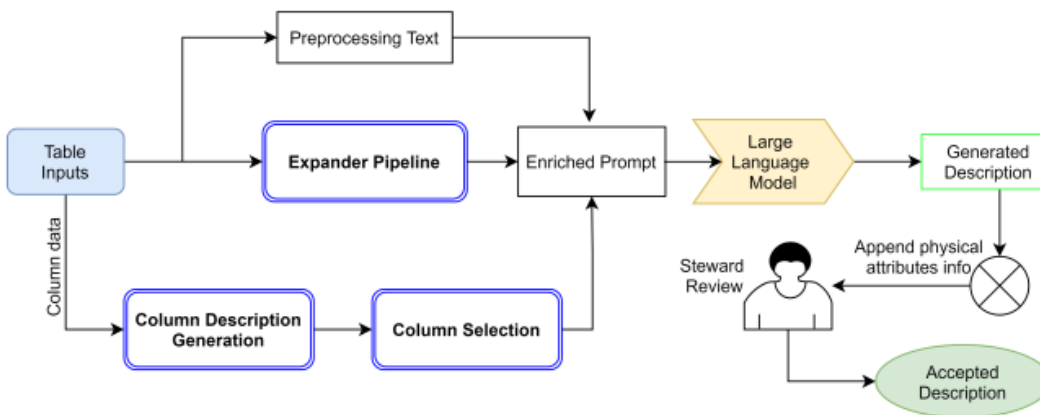 Preprocessing Text
Table
Inputs
Expander Pipeline
Enriched Prompt
Large
Language
Model
Generated
Description
Column data
Column Description
Generation
Column Selection
Steward
Review
Append physical
attributes info
Accepted
Description